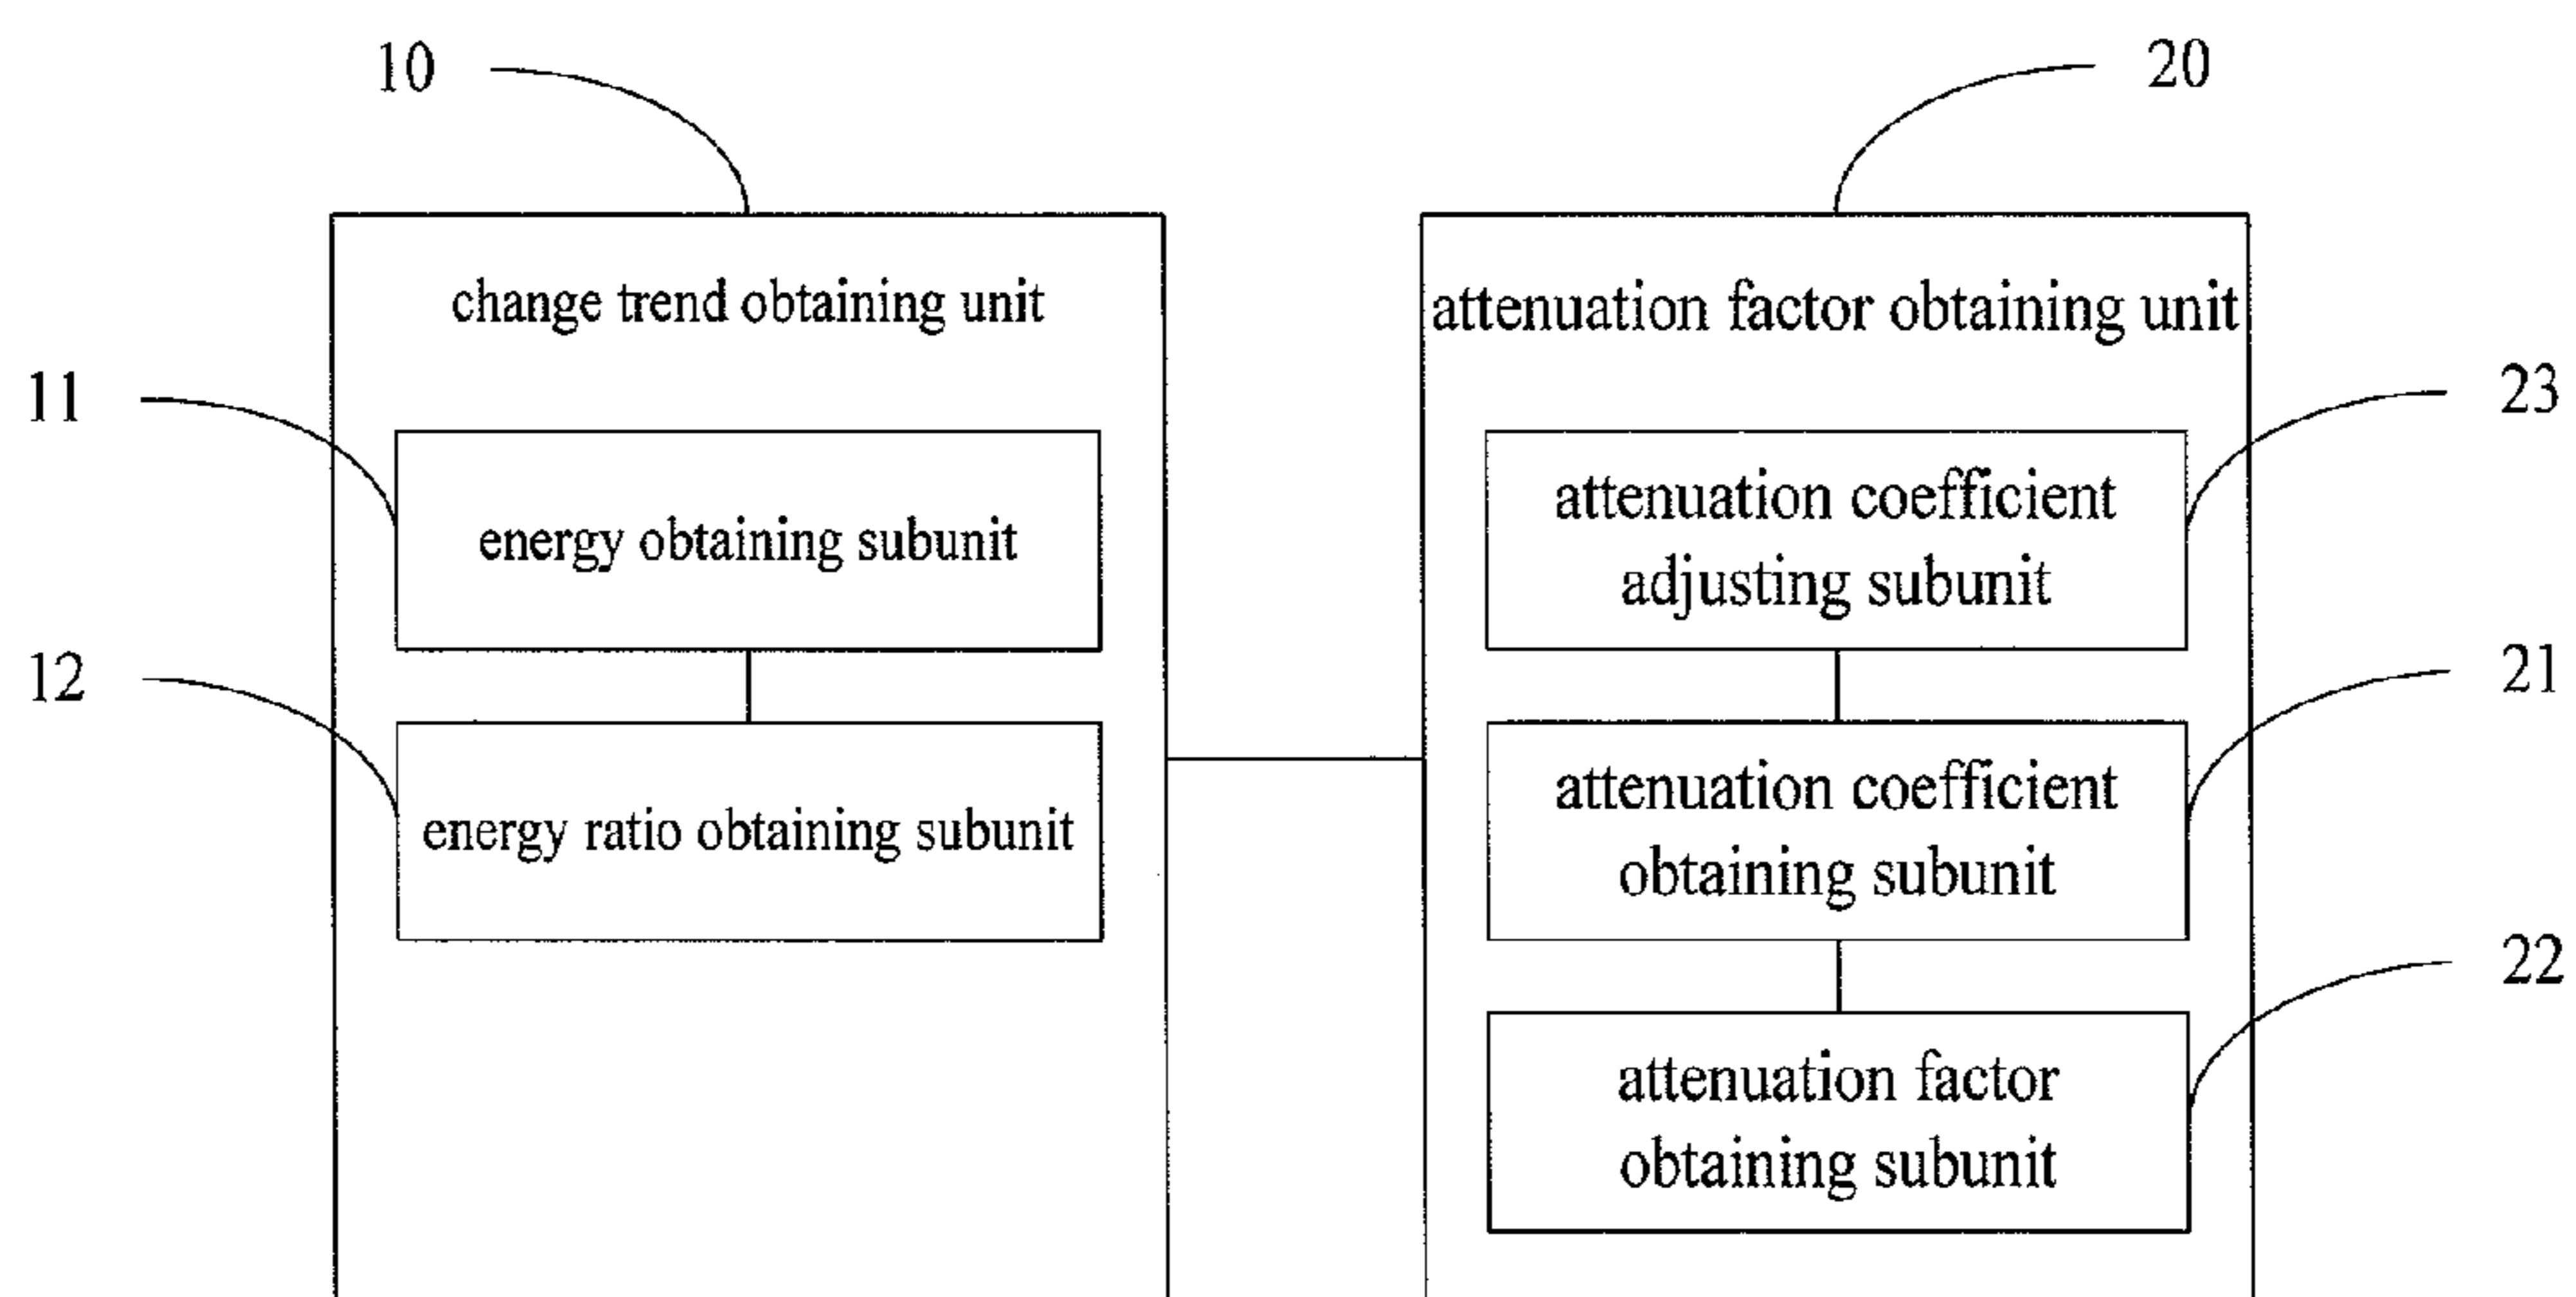 10
20
change trend obtaining unit
attenuation factor obtaining unit
11
23
energy obtaining subunit
attenuation coefficient
adjusting subunit
12
21
energy ratio obtaining subunit
attenuation coefficient
obtaining subunit
22
attenuation factor
obtaining subunit